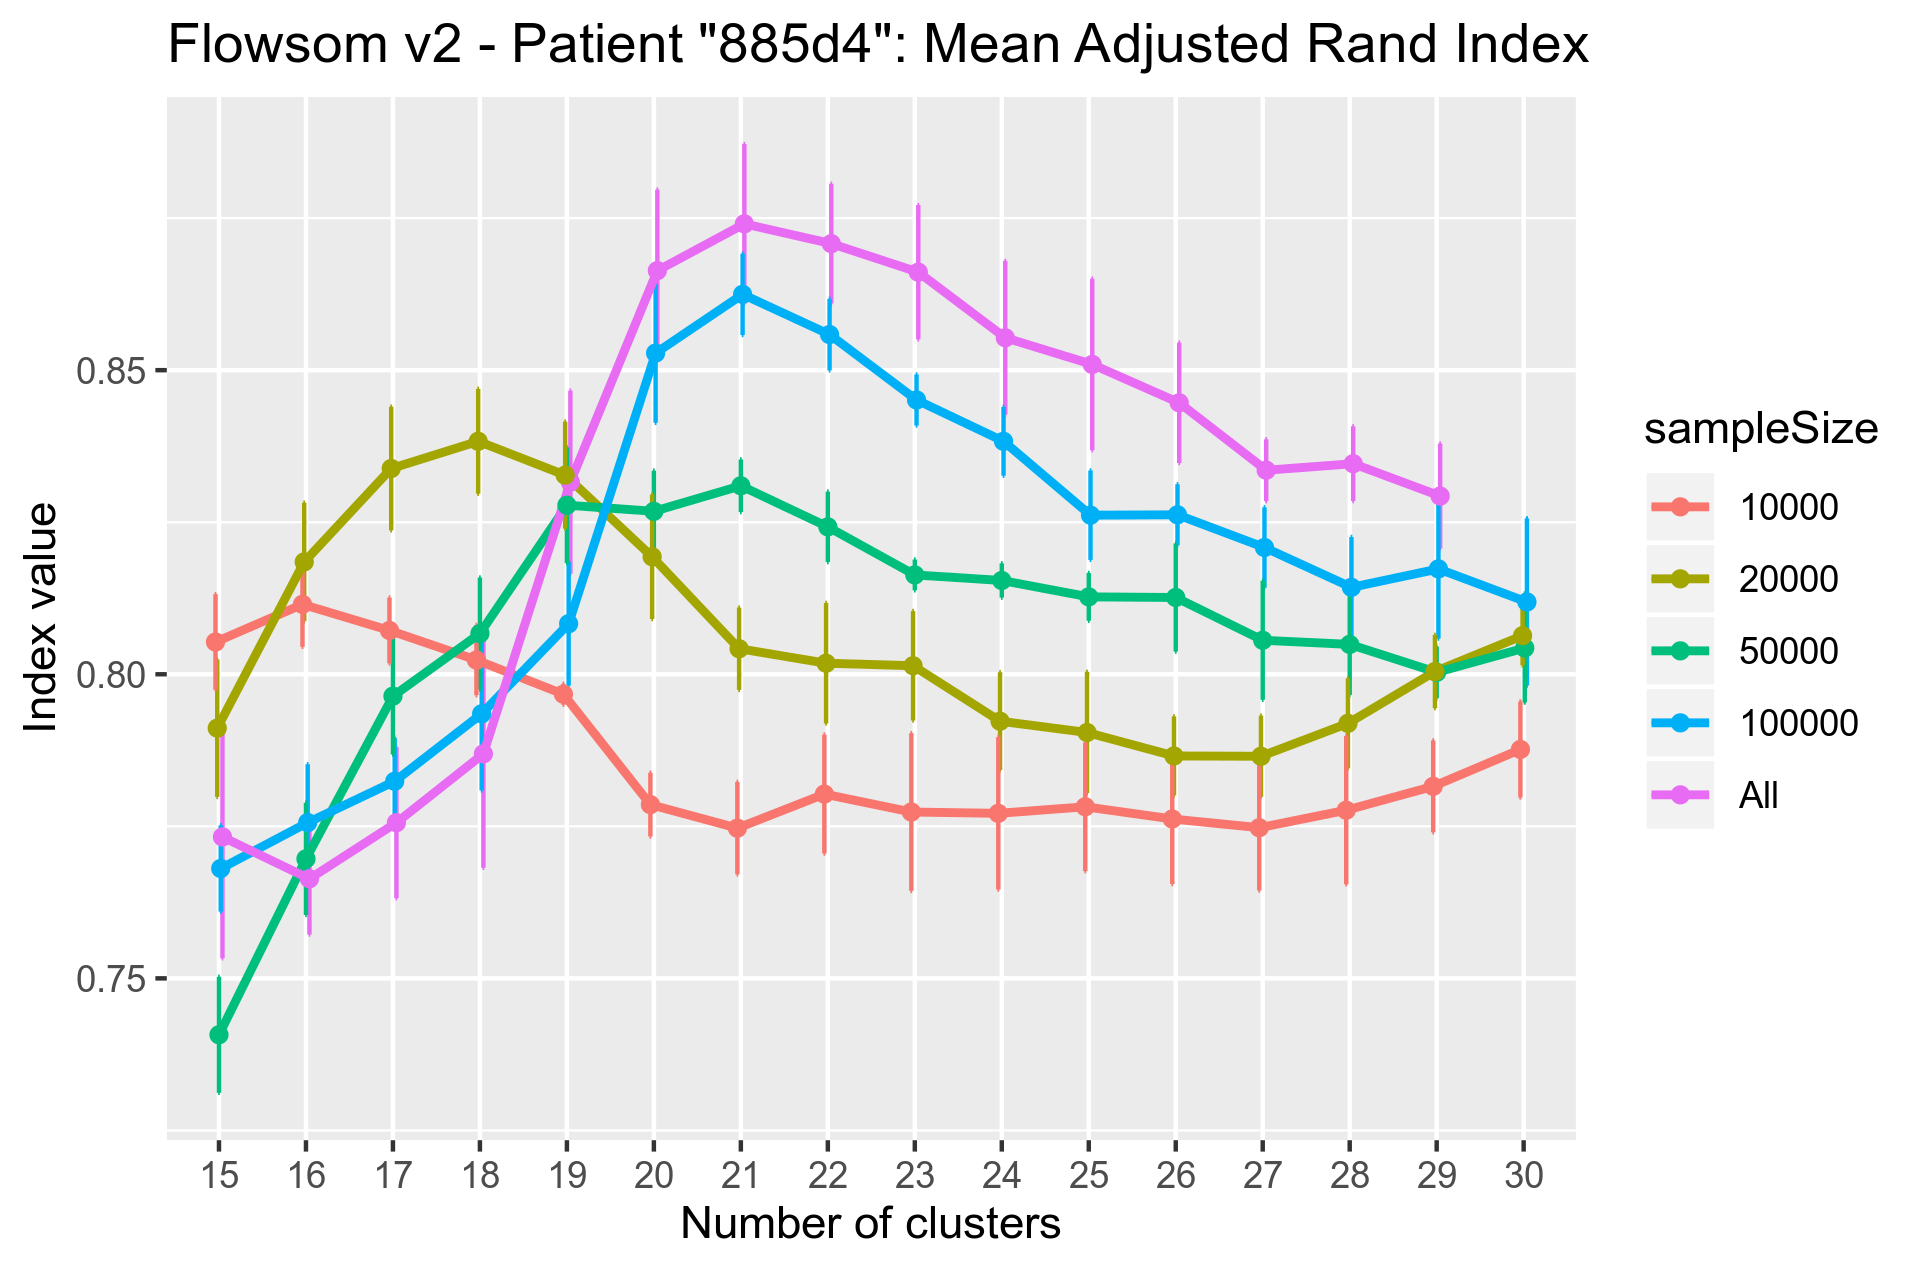 Flowsom v2 - Patient "885d4": Mean Adjusted Rand Index
Index value
0.85
0.80
0.75
15 16 17 18 19 20 21 22 23 24 25 26 27 28 29 30
Number of clusters
sampleSize
10000
20000
50000
100000
All